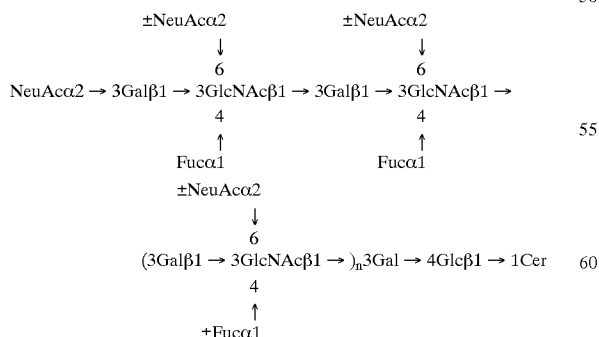 ±NeuAcα2 ±NeuAcα2
↓ ↓
6 6
NeuAcα2 → 3Galβ1 → 3GlcNAcβ1 → 3Galβ1 → 3GlcNAcβ1 →
4 4
55
↑ ↑
Fucα1 Fucα1
±NeuAcα2
↓
6
(3Galβ1 → 3GlcNAcβ1 → )n3Gal → 4Glcβ1 → 1Cer 60
4
↑
±Fucα1